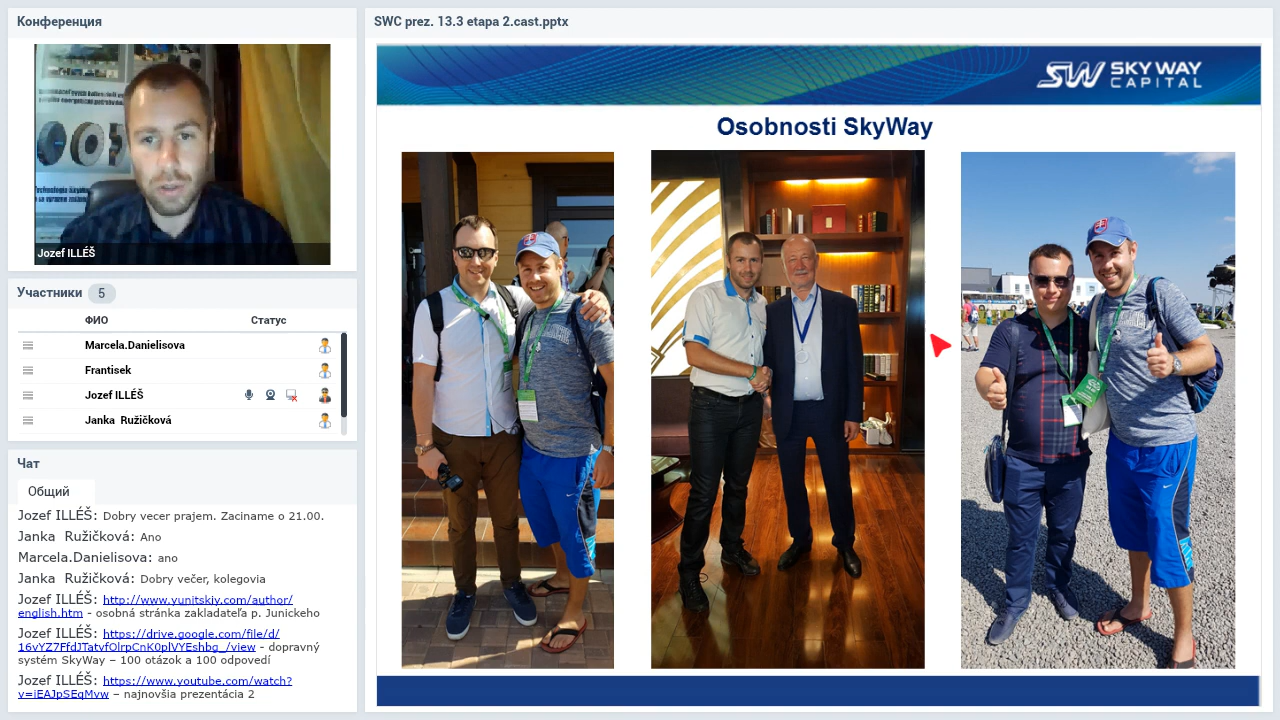 Конференция
Jozef ILLÉŠ
Участники 5
ФИО Статус
Marcela.Danielisova
Frantisek
Jozef ILLÉŠ
Janka Ružičková
Чат
Общий
Jozef ILLÉŠ: Dobry vecer prajem. Zaciname o 21.00.
Janka Ružičková: Ano
Marcela.Danielisova: ano
Janka Ružičková: Dobry večer, kolegovia
Jozef ILLÉŠ: http://www.yunitskiy.com/author/
english.htm - osobná stránka zakladateľa p. Junickeho
Jozef ILLÉŠ: https://drive.google.com/file/d/
16vYZ7FfdJTatvfOlrpCnK0plVYEshbg_/view - dopravný
systém SkyWay – 100 otázok a 100 odpovedí
Jozef ILLÉŠ: https://www.youtube.com/watch?
v=iEAJpSEqMvw – najnovšia prezentácia 2
SWC prez. 13.3 etapa 2.cast.pptx
SW SKY WAY
CAPITAL
Osobnosti SkyWay